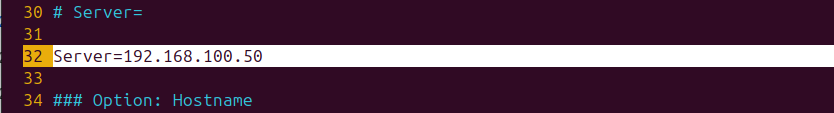 30 # Server=
31
32 Server=192.168.100.50
33
34 ### Option: Hostname